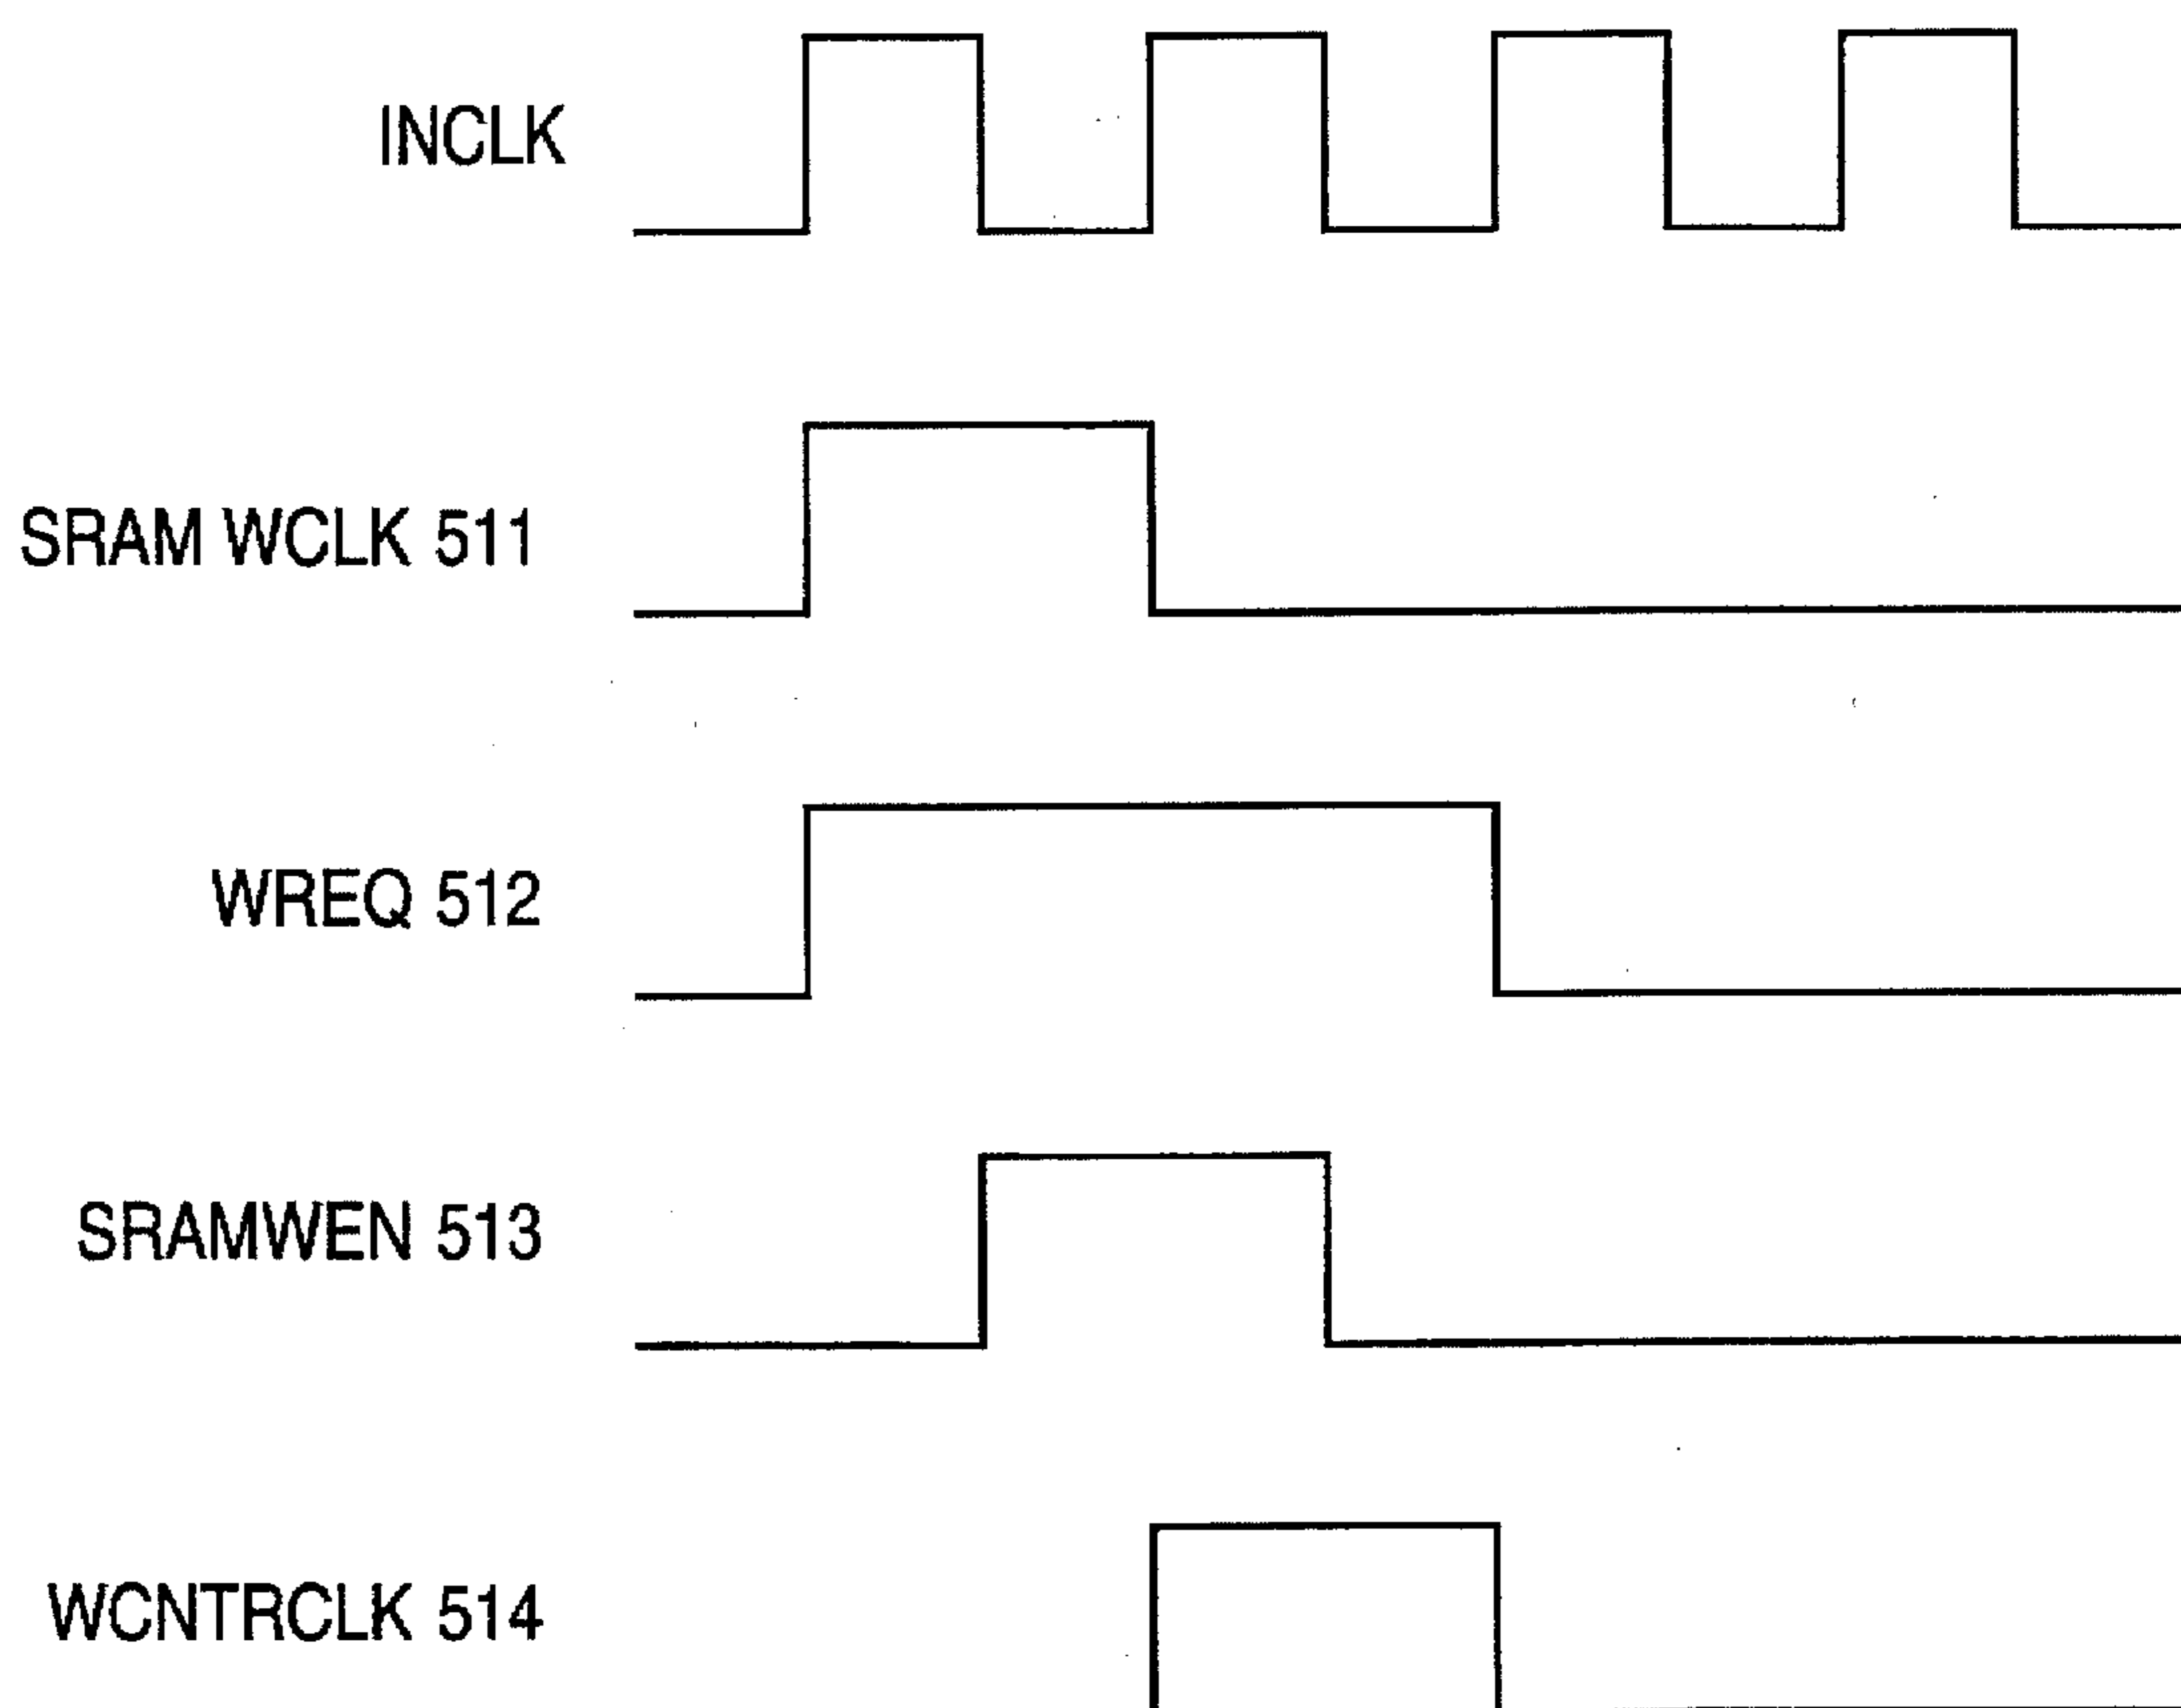 INCLK
SRAM WCLK 511
WREQ 512
SRAMWEN 513
WCNTRCLK 514